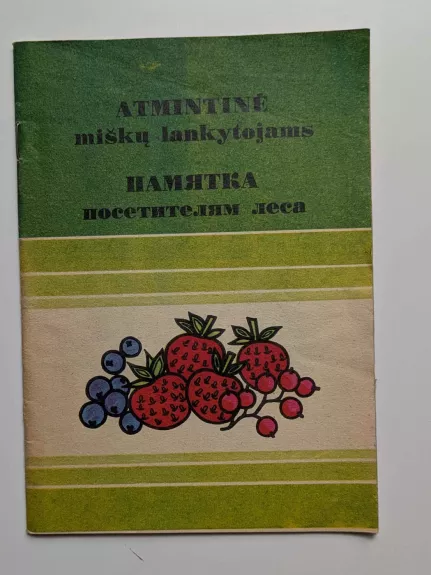 ATMINTINĖ
miškų lankytojams
ПАМЯТКА
посетителям леса